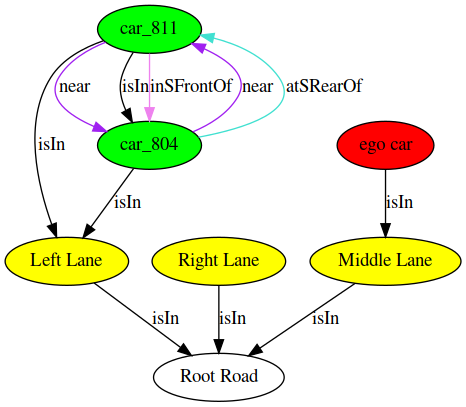 car_811
near
isIn
inSFrontOf
near
atSRearOf
isIn
car_804
ego car
isIn
isIn
Left Lane
Right Lane
Middle Lane
isIn
isIn
isIn
Root Road